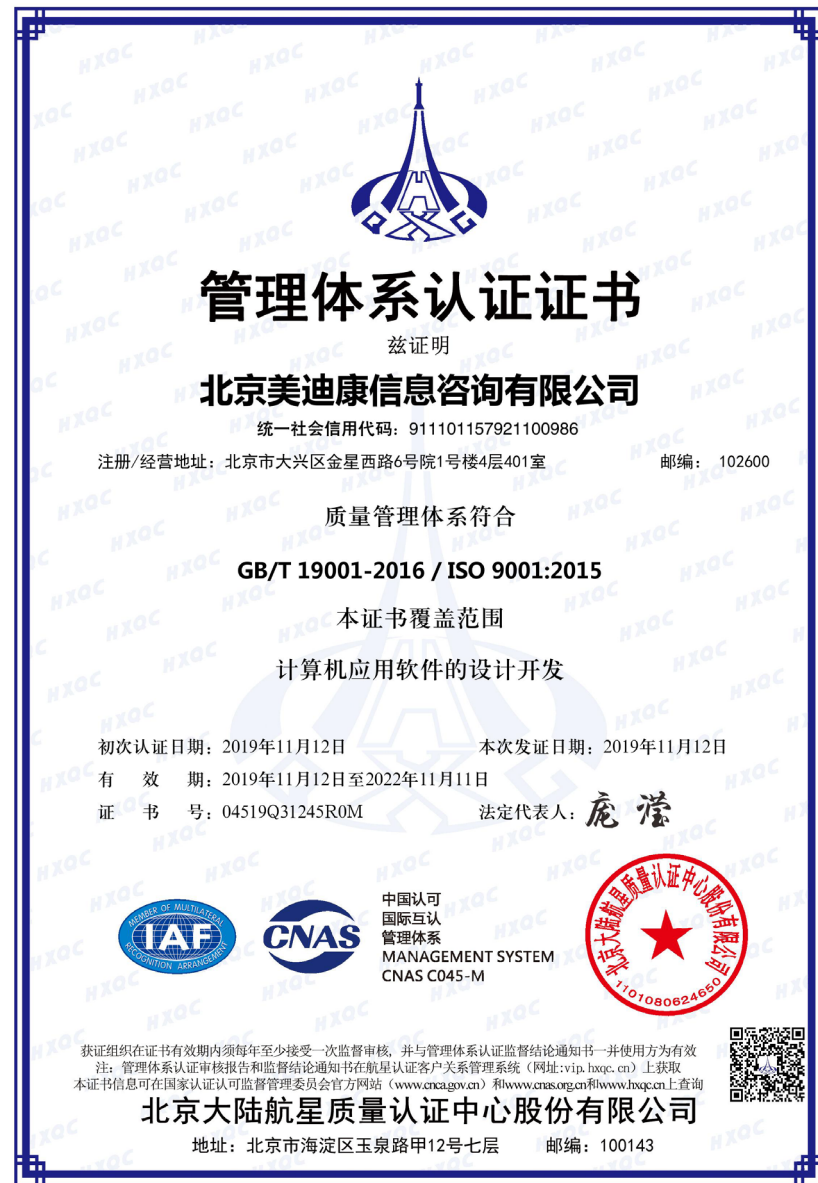 HXQC
管理体系认证证书
兹证明
北京美迪康信息咨询有限公司
统一社会信用代码：911101157921100986
注册/经营地址：北京市大兴区金星西路6号院1号楼4层401室 邮编： 102600
质量管理体系符合
GB/T 19001-2016 / ISO 9001:2015
本证书覆盖范围
计算机应用软件的设计开发
初次认证日期：2019年11月12日 本次发证日期：2019年11月12日
有 效 期：2019年11月12日至2022年11月11日
证 书 号：04519Q31245R0M 法定代表人：庞滢
MEMBER OF MULTILATERAL
IAF
RECOGNITION ARRANGEMENT
CNAS
中国认可
国际互认
管理体系
MANAGEMENT SYSTEM
CNAS C045-M
北京大陆航星质量认证中心股份有限公司
1101080624650
获证组织在证书有效期内须每年至少接受一次监督审核，并与管理体系认证监督结论通知书一并使用方为有效
注：管理体系认证审核报告和监督结论通知书在航星认证客户关系管理系统（网址:vip.hxqc.cn）上获取
本证书信息可在国家认证认可监督管理委员会官方网站（www.cnca.gov.cn）和www.cnas.org.cn和www.hxqc.cn上查询
北京大陆航星质量认证中心股份有限公司
地址：北京市海淀区玉泉路甲12号七层 邮编：100143